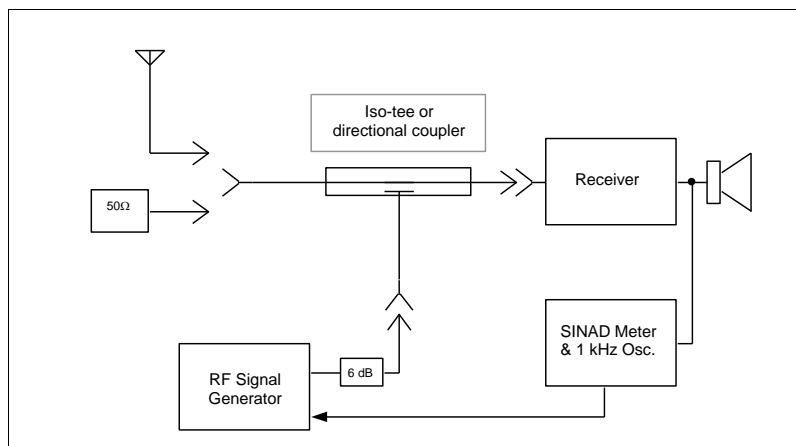 Iso-tee or
directional coupler
Receiver
50Ω
SINAD Meter
& 1 kHz Osc.
6 dB
RF Signal
Generator